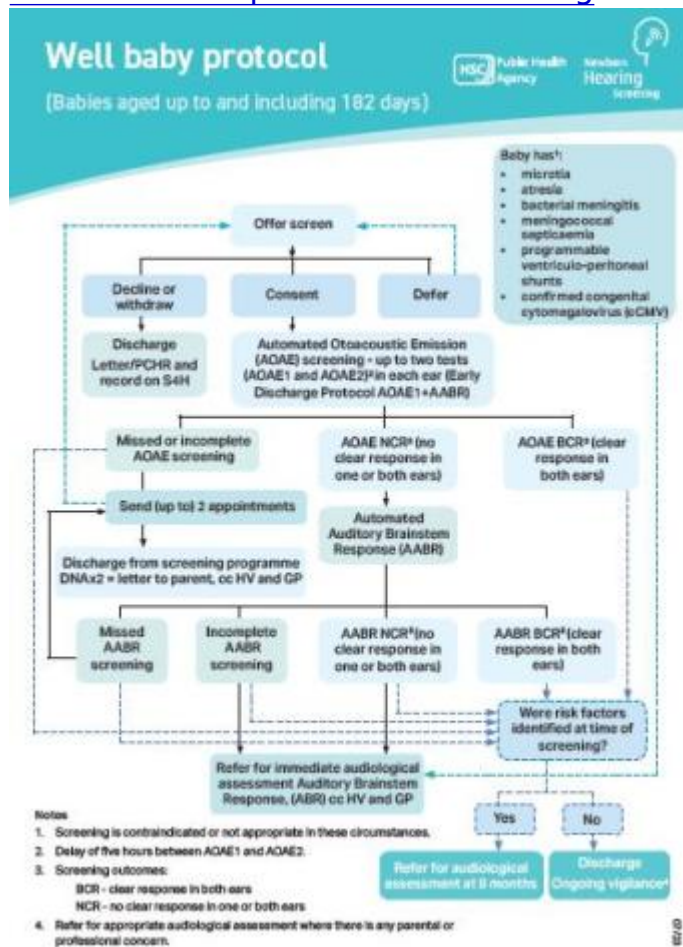 Well baby protocol
(Babies aged up to and including 182 days)
HSC
Public Health
Agency
Newborn
Hearing
Screening
Baby has¹:
• microtia
• atresia
• bacterial meningitis
• meningococcal
septicaemia
• programmable
ventriculo-peritoneal
shunts
• confirmed congenital
cytomegalovirus (cCMV)
Offer screen
Decline or
withdraw
Consent
Defer
Discharge
Letter/PCHR and
record on S4H
Automated Otoacoustic Emission
(AOAE) screening - up to two tests
(AOAE1 and AOAE2)² in each ear (Early
Discharge Protocol AOAE1+AABR)
Missed or incomplete
AOAE screening
AOAE NCR³ (no
clear response in
one or both ears)
AOAE BCR³ (clear
response in both
ears)
Send (up to) 2 appointments
Automated
Auditory Brainstem
Response (AABR)
Discharge from screening programme
DNAx2 = letter to parent, cc HV and GP
Missed
AABR
screening
Incomplete
AABR
screening
AABR NCR³ (no
clear response in
one or both ears)
AABR BCR³ (clear
response in both
ears)
Were risk factors
identified at time of
screening?
Refer for immediate audiological
assessment Auditory Brainstem
Response, (ABR) cc HV and GP
Yes
No
Refer for audiological
assessment at 8 months
Discharge
Ongoing vigilance⁴
Notes
1. Screening is contraindicated or not appropriate in these circumstances.
2. Delay of five hours between AOAE1 and AOAE2.
3. Screening outcomes:
BCR - clear response in both ears
NCR - no clear response in one or both ears
4. Refer for appropriate audiological assessment where there is any parental or
professional concern.